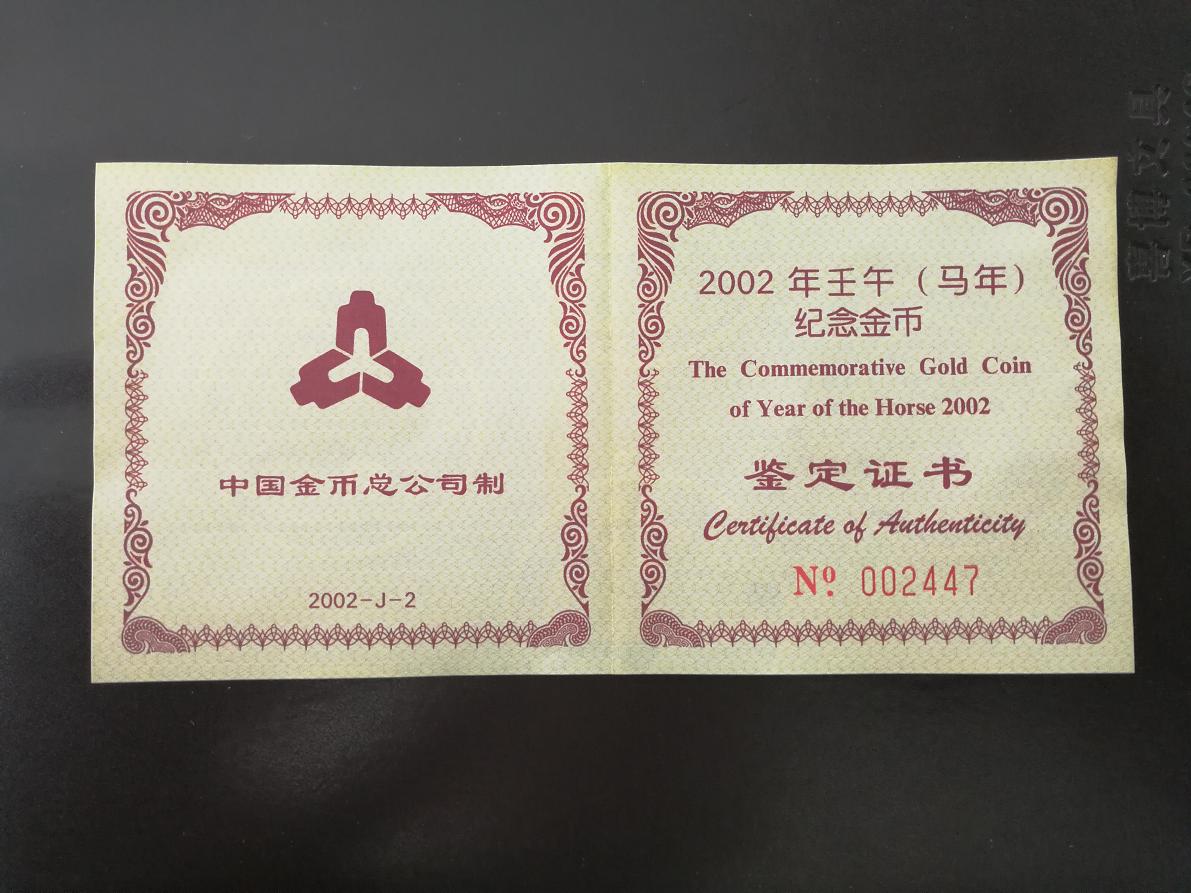 中国金币总公司制
2002-J-2
2002 年壬午（马年）
纪念金币
The Commemorative Gold Coin
of Year of the Horse 2002
鉴定证书
Certificate of Authenticity
Nº 002447